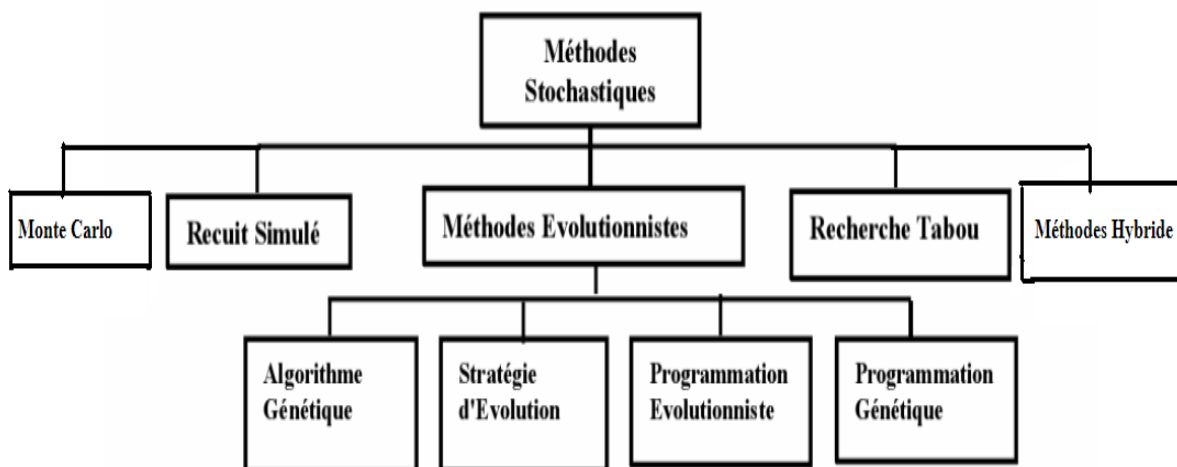 Méthodes
Stochastiques
Monte Carlo
Recuit Simulé
Méthodes Evolutionnistes
Recherche Tabou
Méthodes Hybride
Algorithme
Génétique
Stratégie
d'Evolution
Programmation
Evolutionniste
Programmation
Génétique